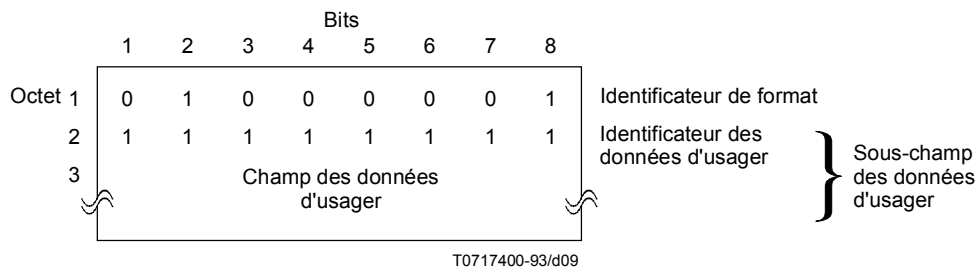 Bits
1 2 3 4 5 6 7 8
Octet 1 0 1 0 0 0 0 0 1 Identificateur de format
2 1 1 1 1 1 1 1 1 Identificateur des
données d'usager
Sous-champ
des données
d'usager
3 Champ des données
d'usager
T0717400-93/d09